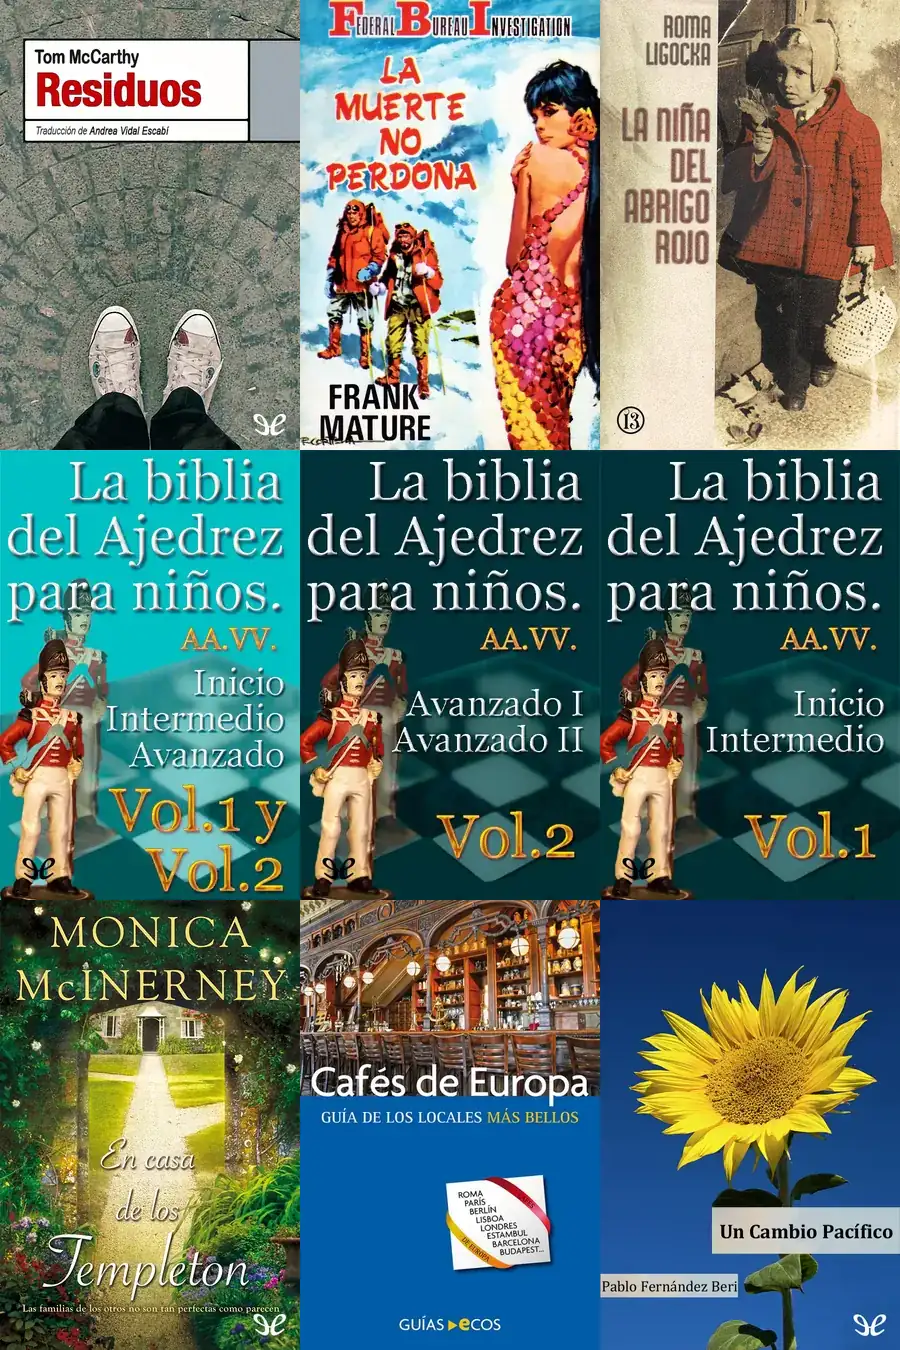 Tom McCarthy
Residuos
Traducción de Andrea Vidal Escabí
FEDERAL BUREAU INVESTIGATION
LA
MUERTE
NO
PERDONA
FRANK
MATURE
ROMA
LIGOCKA
LA NIÑA
DEL
ABRIGO
ROJO
13
La biblia
del Ajedrez
para niños.
AA.VV.
Inicio
Intermedio
Avanzado
Vol.1 y
Vol.2
La biblia
del Ajedrez
para niños.
AA.VV.
Avanzado I
Avanzado II
Vol.2
La biblia
del Ajedrez
para niños.
AA.VV.
Inicio
Intermedio
Vol.1
MONICA
McINERNEY
En casa
de los
Templeton
Las familias de los otros no son tan perfectas como parecen
Cafés de Europa
GUÍA DE LOS LOCALES MÁS BELLOS
ROMA
PARÍS
BERLÍN
LISBOA
LONDRES
ESTAMBUL
BARCELONA
BUDAPEST...
DE EUROPA
GUÍAS ECOS
Un Cambio Pacífico
Pablo Fernández Beri